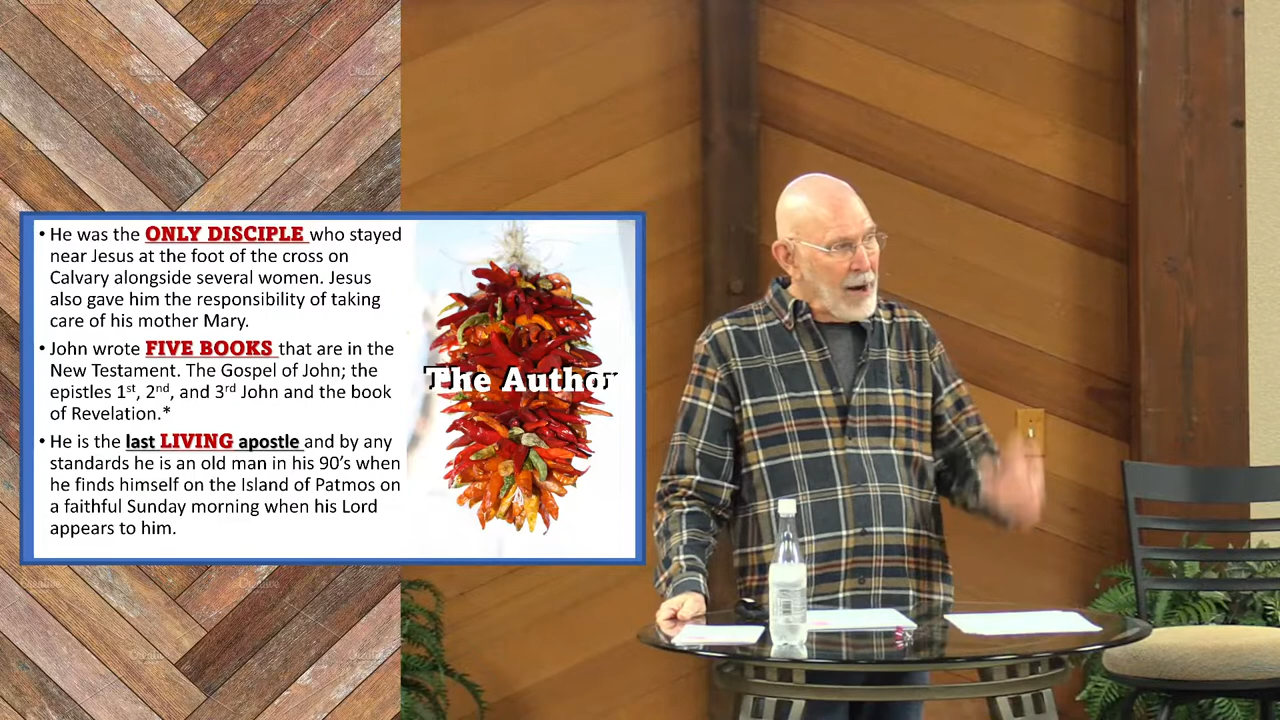 • He was the ONLY DISCIPLE who stayed
near Jesus at the foot of the cross on
Calvary alongside several women. Jesus
also gave him the responsibility of taking
care of his mother Mary.
• John wrote FIVE BOOKS that are in the
New Testament. The Gospel of John; the
epistles 1st, 2nd, and 3rd John and the book
of Revelation.*
• He is the last LIVING apostle and by any
standards he is an old man in his 90’s when
he finds himself on the Island of Patmos on
a faithful Sunday morning when his Lord
appears to him.
The Author